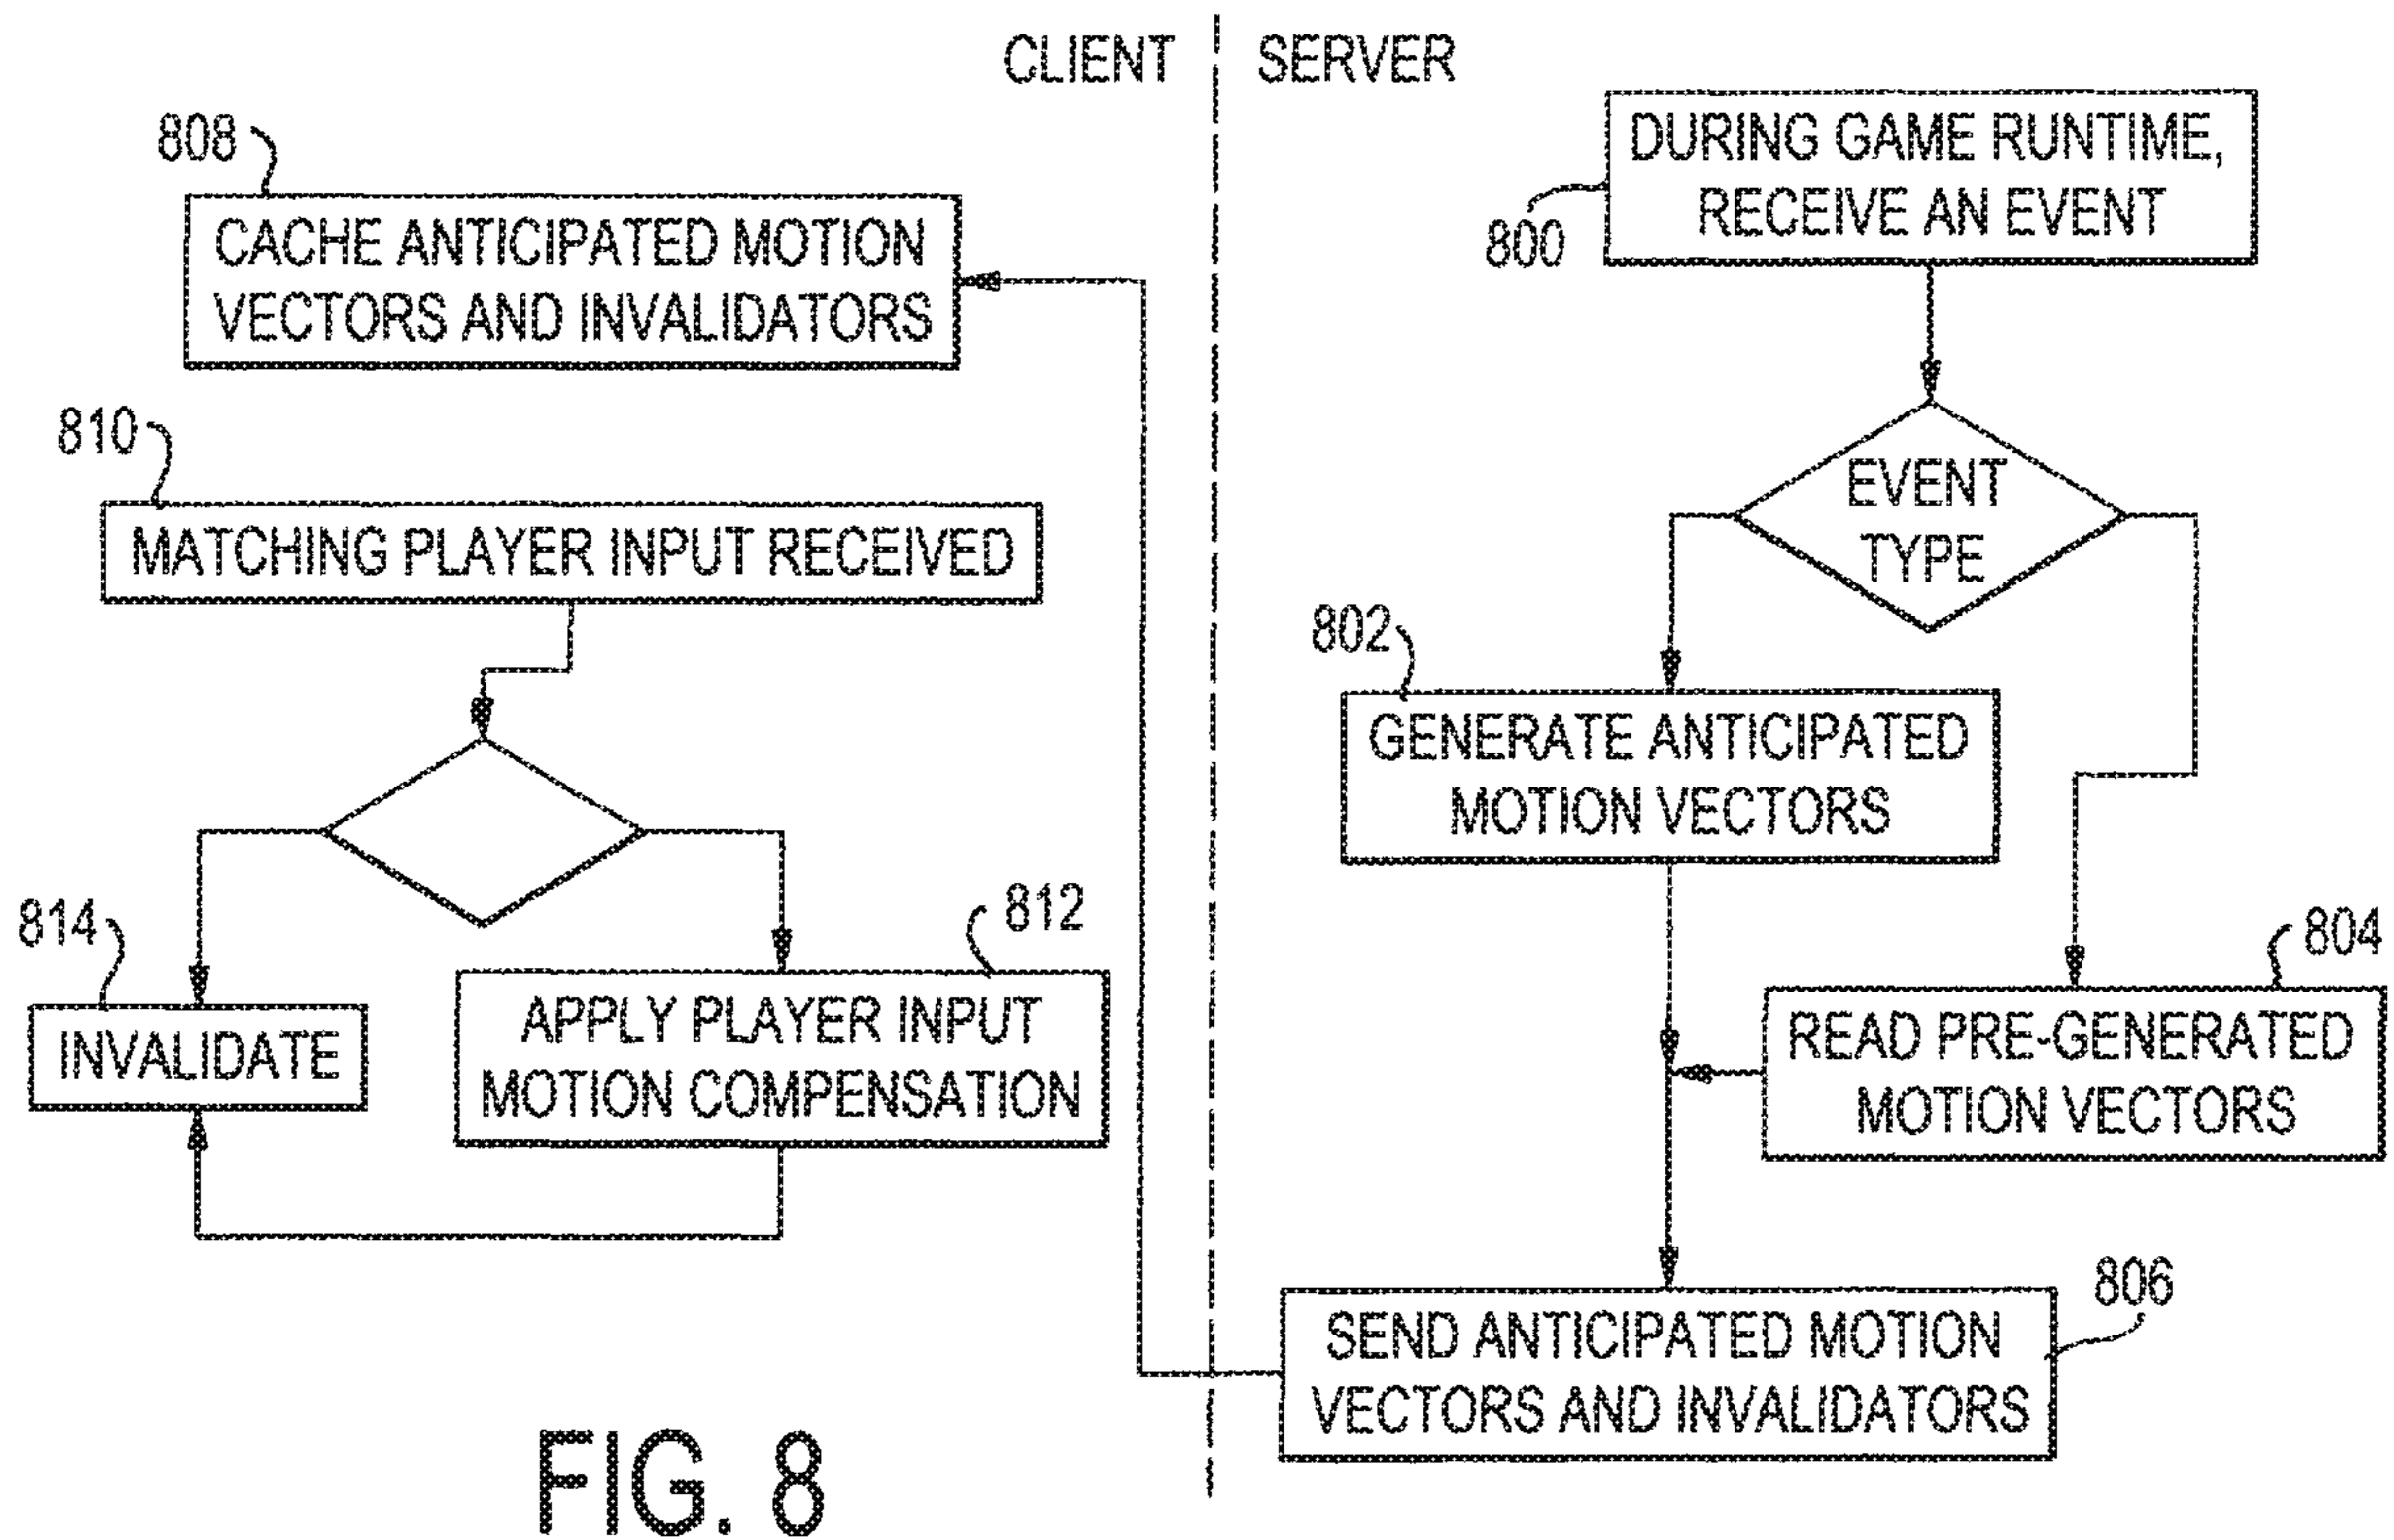 CLIENT
SERVER
808
CACHE ANTICIPATED MOTION
VECTORS AND INVALIDATORS
810
MATCHING PLAYER INPUT RECEIVED
814
INVALIDATE
812
APPLY PLAYER INPUT
MOTION COMPENSATION
800
DURING GAME RUNTIME,
RECEIVE AN EVENT
EVENT
TYPE
802
GENERATE ANTICIPATED
MOTION VECTORS
804
READ PRE-GENERATED
MOTION VECTORS
806
SEND ANTICIPATED MOTION
VECTORS AND INVALIDATORS
FIG. 8